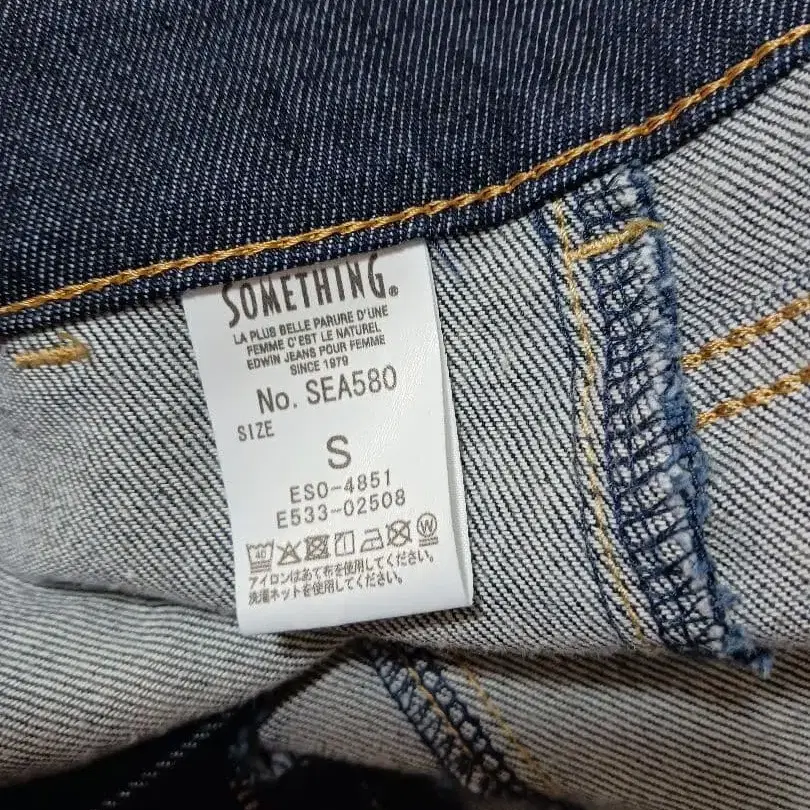 SOMETHING®
LA PLUS BELLE PARURE D'UNE
FEMME C'EST LE NATUREL
EDWIN JEANS POUR FEMME
SINCE 1979
No. SEA580
SIZE
S
ESO-4851
E533-02508
40 W
アイロンはあて布を使用してください。
洗濯ネットを使用してください。